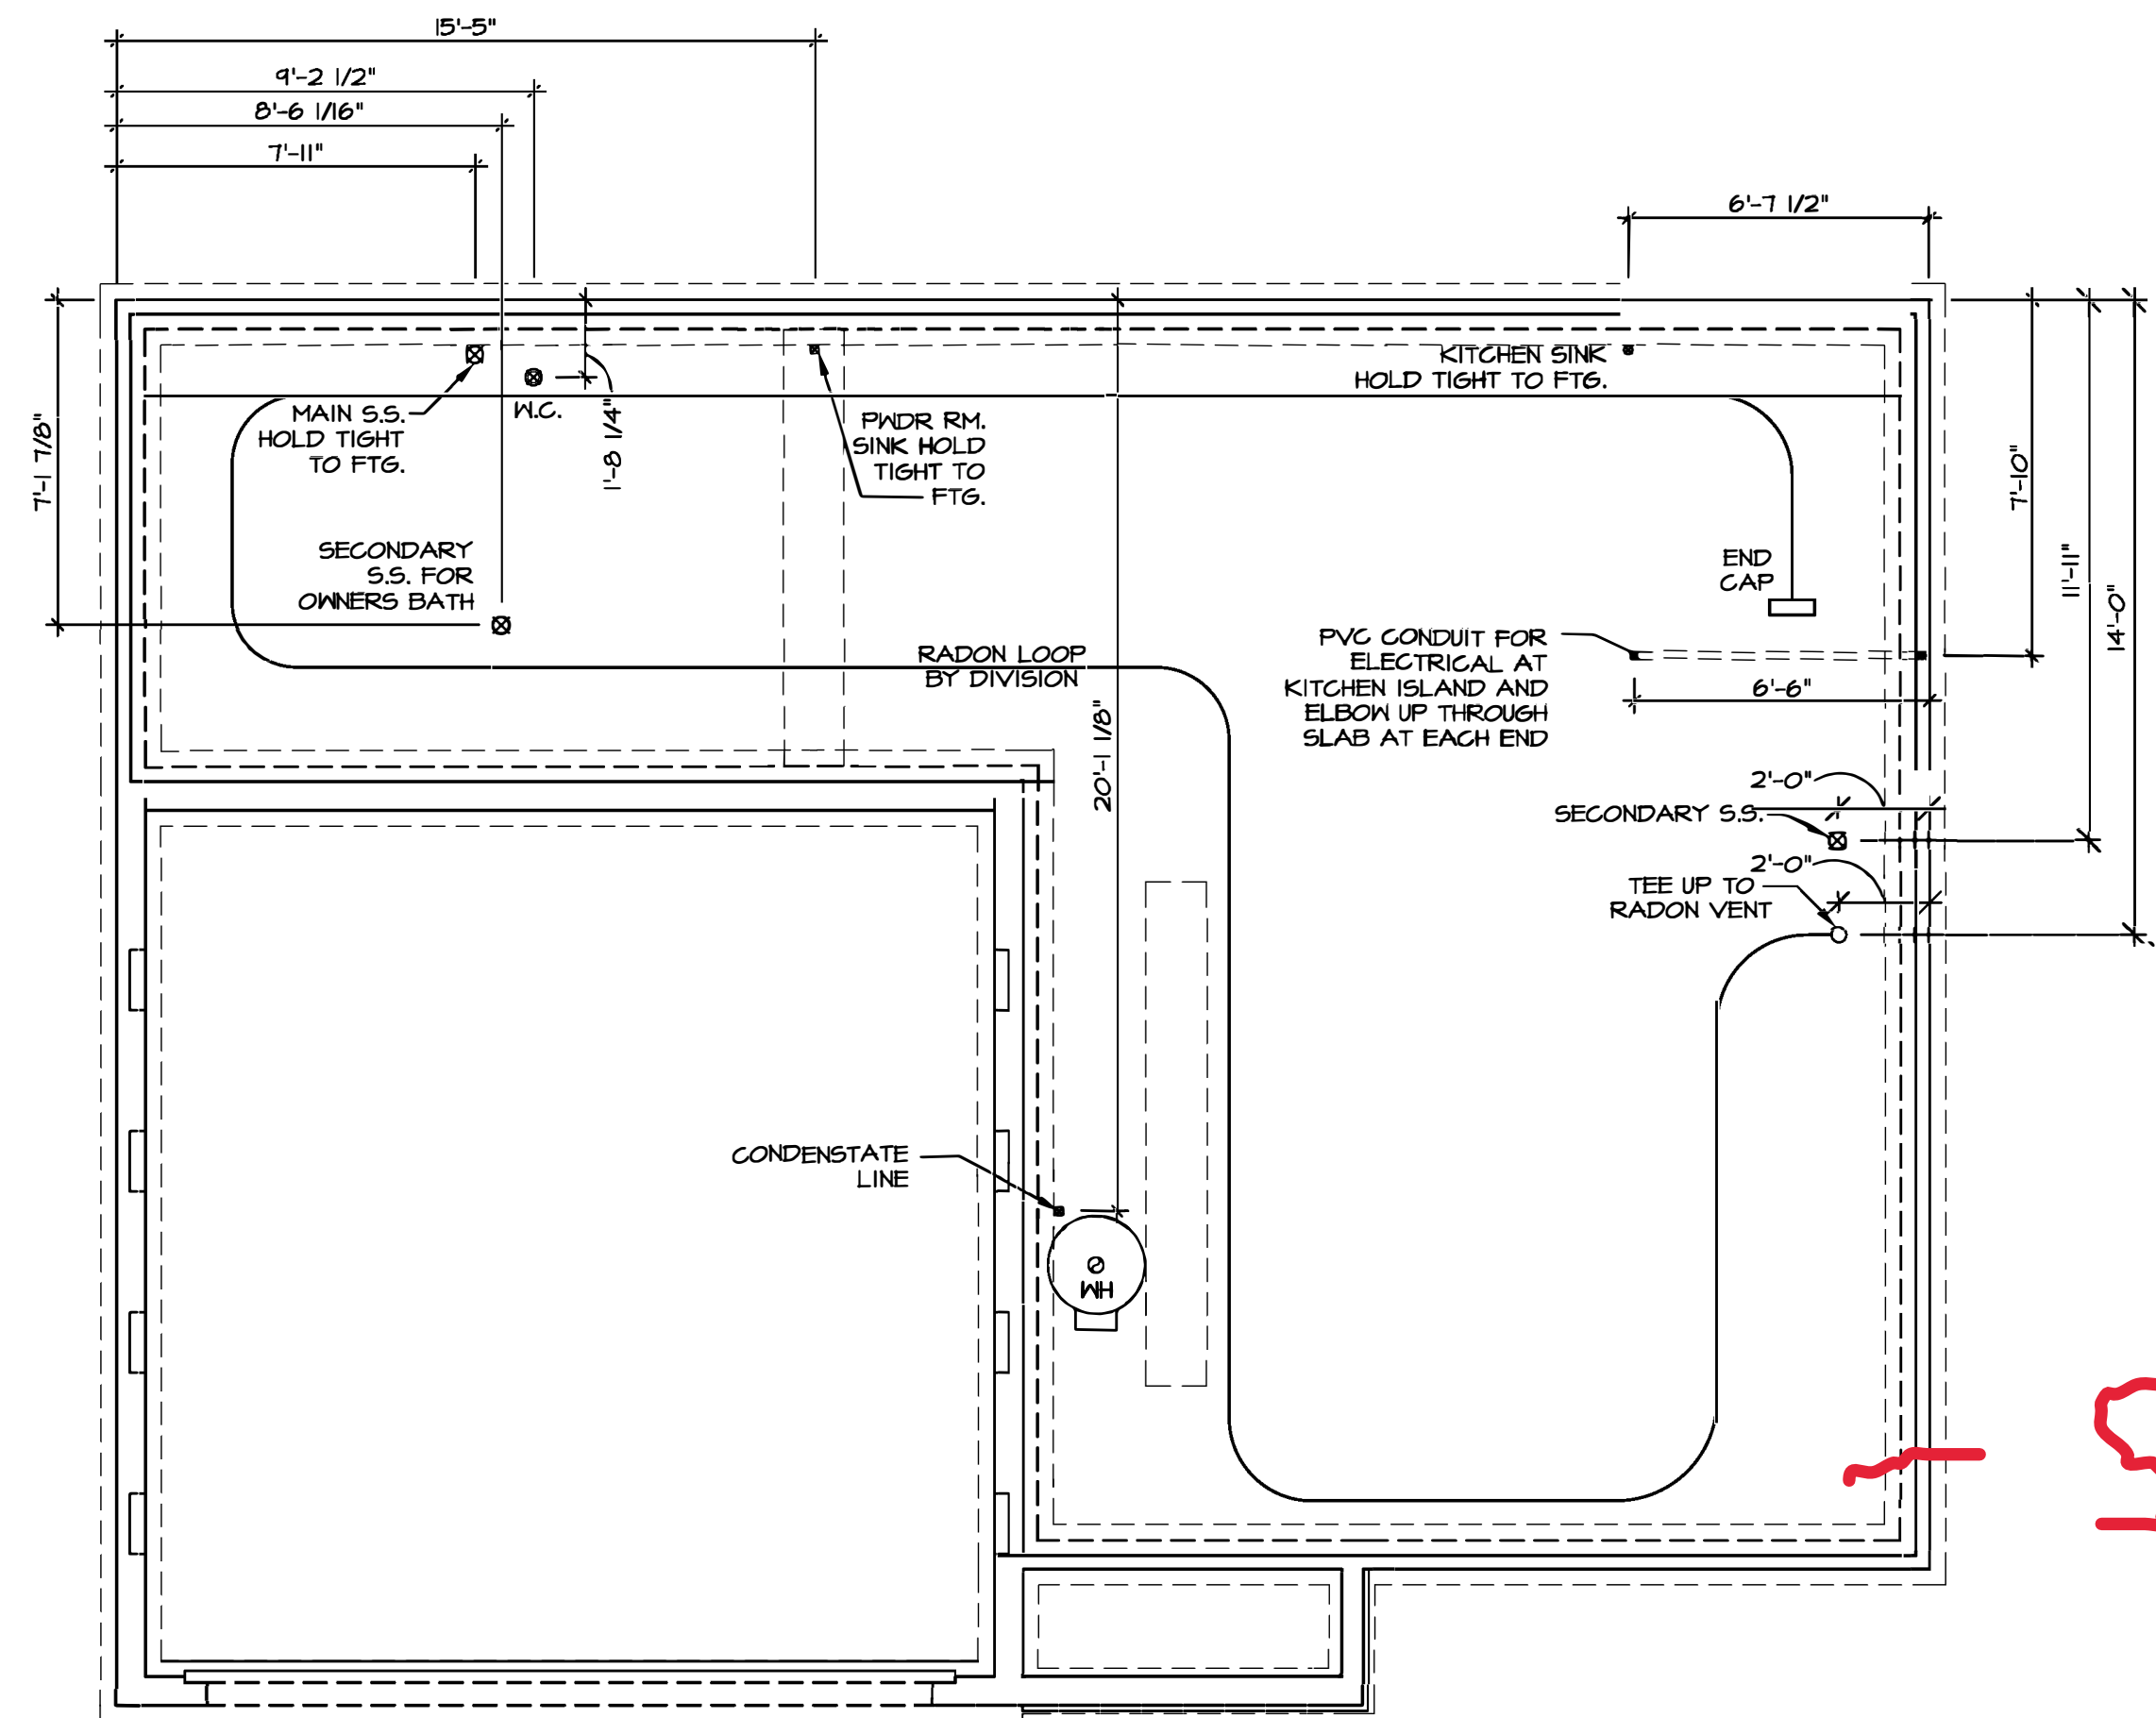 15'-5"
9'-2 1/2"
8'-6 1/16"
7'-11"
6'-7 1/2"
KITCHEN SINK
HOLD TIGHT TO FTG.
MAIN S.S.
HOLD TIGHT
TO FTG.
W.C.
1'-8 1/4"
PWDR RM.
SINK HOLD
TIGHT TO
FTG.
7'-1 7/8"
7'-10"
11'-11"
14'-0"
SECONDARY
S.S. FOR
OWNERS BATH
END
CAP
RADON LOOP
BY DIVISION
PVC CONDUIT FOR
ELECTRICAL AT
KITCHEN ISLAND AND
ELBOW UP THROUGH
SLAB AT EACH END
6'-6"
20'-1 1/8"
2'-0"
SECONDARY S.S.
2'-0"
TEE UP TO
RADON VENT
CONDENSTATE
LINE
WH